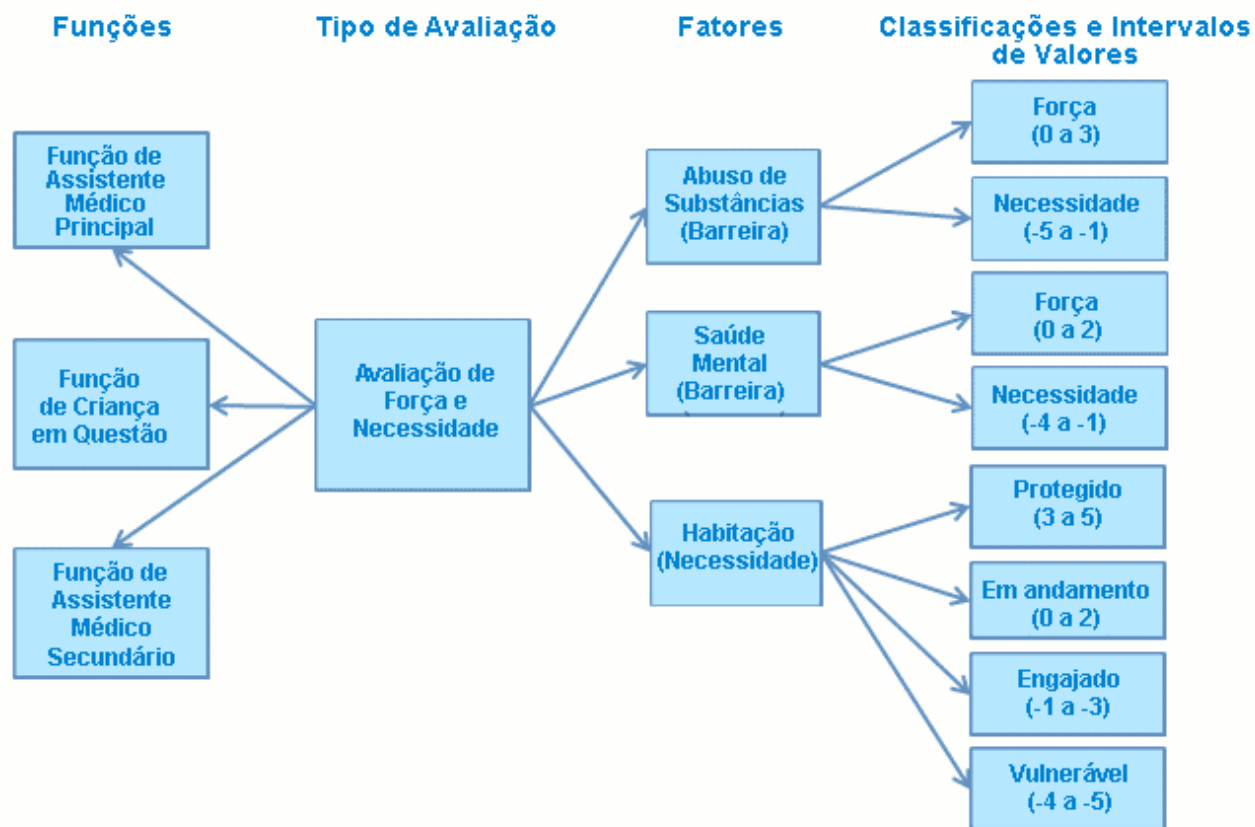 Funções
Tipo de Avaliação
Fatores
Classificações e Intervalos
de Valores
Função de
Assistente
Médico
Principal
Função
de Criança
em Questão
Função de
Assistente
Médico
Secundário
Avaliação de
Força e
Necessidade
Abuso de
Substâncias
(Barreira)
Saúde
Mental
(Barreira)
Habitação
(Necessidade)
Força
(0 a 3)
Necessidade
(-5 a -1)
Força
(0 a 2)
Necessidade
(-4 a -1)
Protegido
(3 a 5)
Em andamento
(0 a 2)
Engajado
(-1 a -3)
Vulnerável
(-4 a -5)